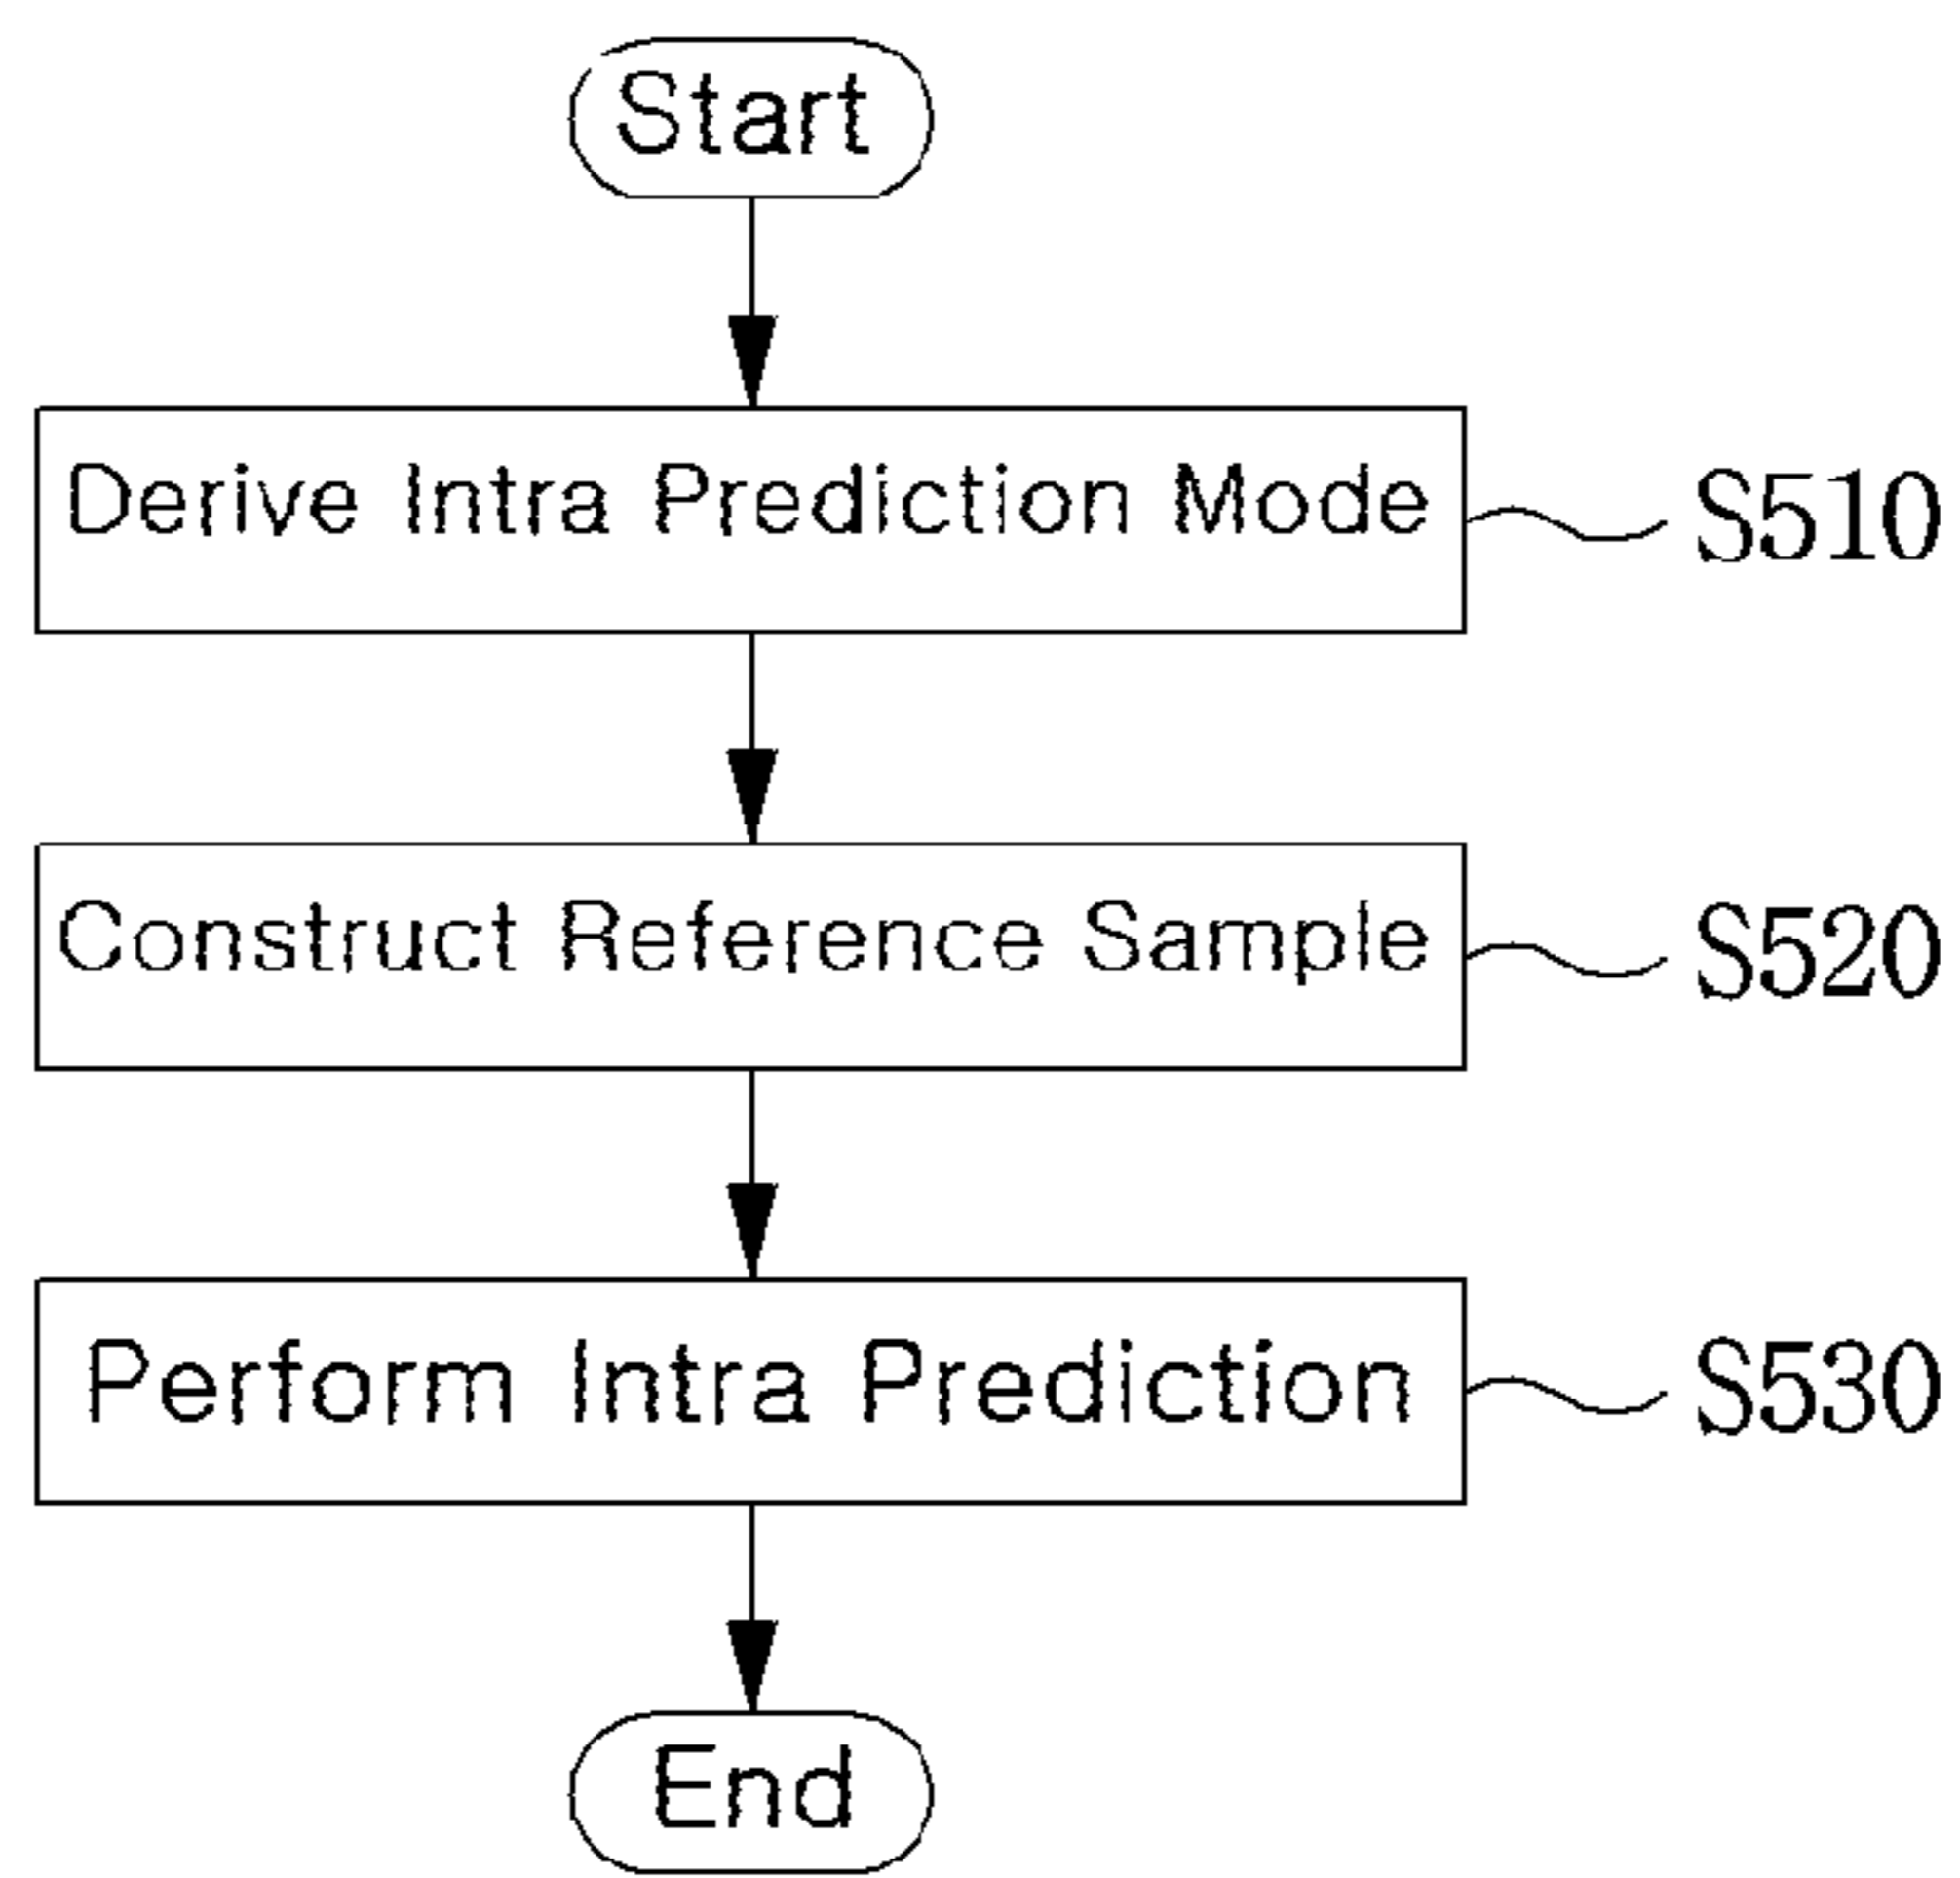 Start
Derive Intra Prediction Mode
S510
Construct Reference Sample
S520
Perform Intra Prediction
S530
End